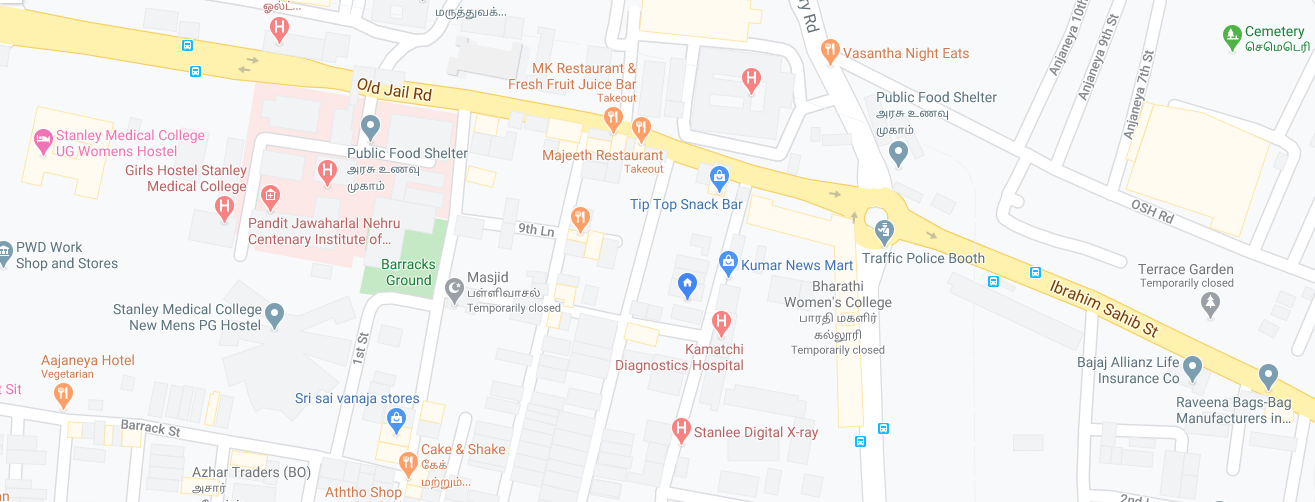 ஓல்ட்...
மருத்துவக்...
ry Rd
Anjaneya 10th
Anjaneya 9th St
Anjaneya 7th St
Cemetery
செமெடெரி
Vasantha Night Eats
MK Restaurant &
Fresh Fruit Juice Bar
Takeout
Old Jail Rd
Public Food Shelter
அரசு உணவு
முகாம்
Stanley Medical College
UG Womens Hostel
Public Food Shelter
அரசு உணவு
முகாம்
Majeeth Restaurant
Takeout
Girls Hostel Stanley
Medical College
Tip Top Snack Bar
OSH Rd
Pandit Jawaharlal Nehru
Centenary Institute of...
9th Ln
PWD Work
Shop and Stores
Barracks
Ground
Kumar News Mart
Traffic Police Booth
Masjid
பள்ளிவாசல்
Temporarily closed
Terrace Garden
Temporarily closed
Bharathi
Women's College
பாரதி மகளிர்
கல்லூரி
Temporarily closed
Ibrahim Sahib St
Stanley Medical College
New Mens PG Hostel
1st St
Kamatchi
Diagnostics Hospital
Aajaneya Hotel
Vegetarian
Bajaj Allianz Life
Insurance Co
t Sit
Sri sai vanaja stores
Raveena Bags-Bag
Manufacturers in...
Barrack St
Stanlee Digital X-ray
Cake & Shake
கேக்
மற்றும்...
Azhar Traders (BO)
அசார்
Aththo Shop
an
2nd L